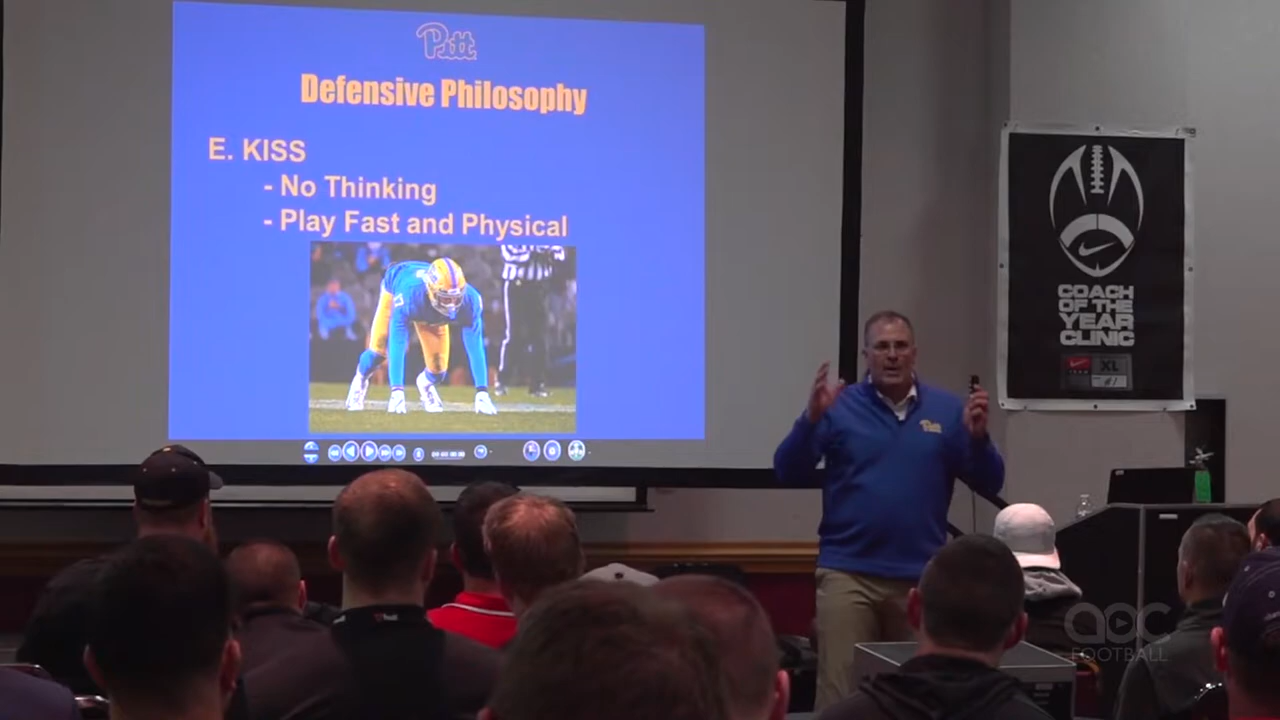 Pitt
Defensive Philosophy
E. KISS
- No Thinking
- Play Fast and Physical
COACH
OF THE
YEAR
CLINIC
XL
#1
Pitt
AOC
FOOTBALL